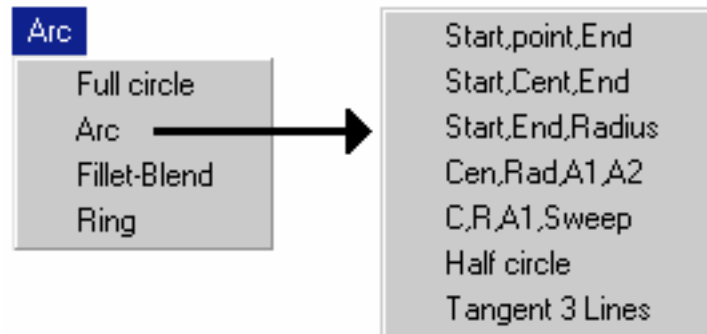 Arc
Full circle
Arc
Fillet-Blend
Ring
Start,point,End
Start,Cent,End
Start,End,Radius
Cen,Rad,A1,A2
C,R,A1,Sweep
Half circle
Tangent 3 Lines